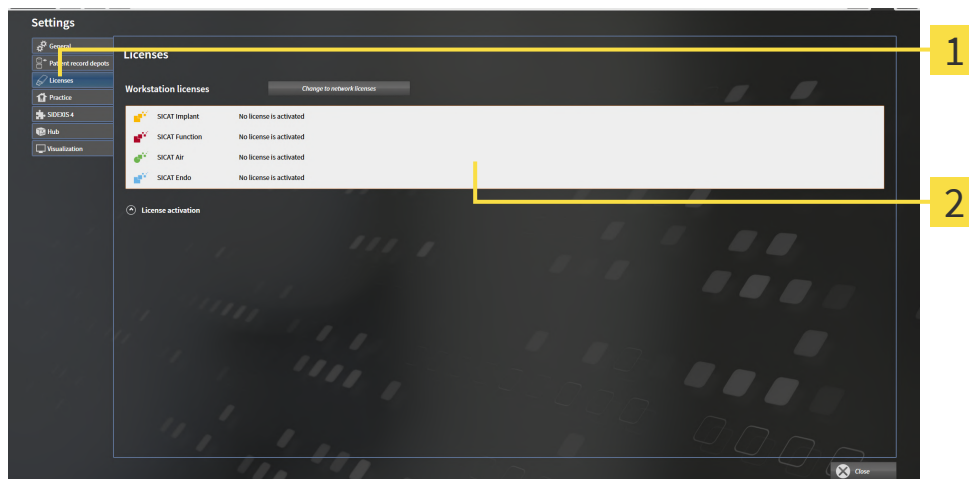 Settings
General
Patient record depots
Licenses
Practice
SIDEXIS 4
Hub
Visualization
Licenses
Workstation licenses
Change to network licenses
SICAT Implant No license is activated
SICAT Function No license is activated
SICAT Air No license is activated
SICAT Endo No license is activated
License activation
Close
1
2